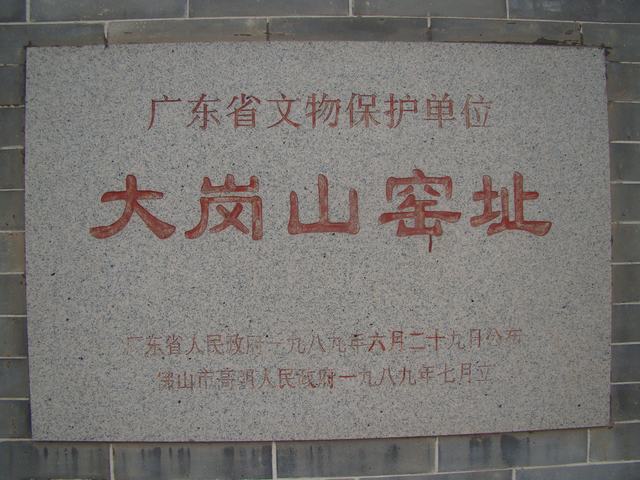 广东省文物保护单位
大岗山窑址
广东省人民政府一九八九年六月二十九日公布
佛山市高明人民政府一九八九年七月立